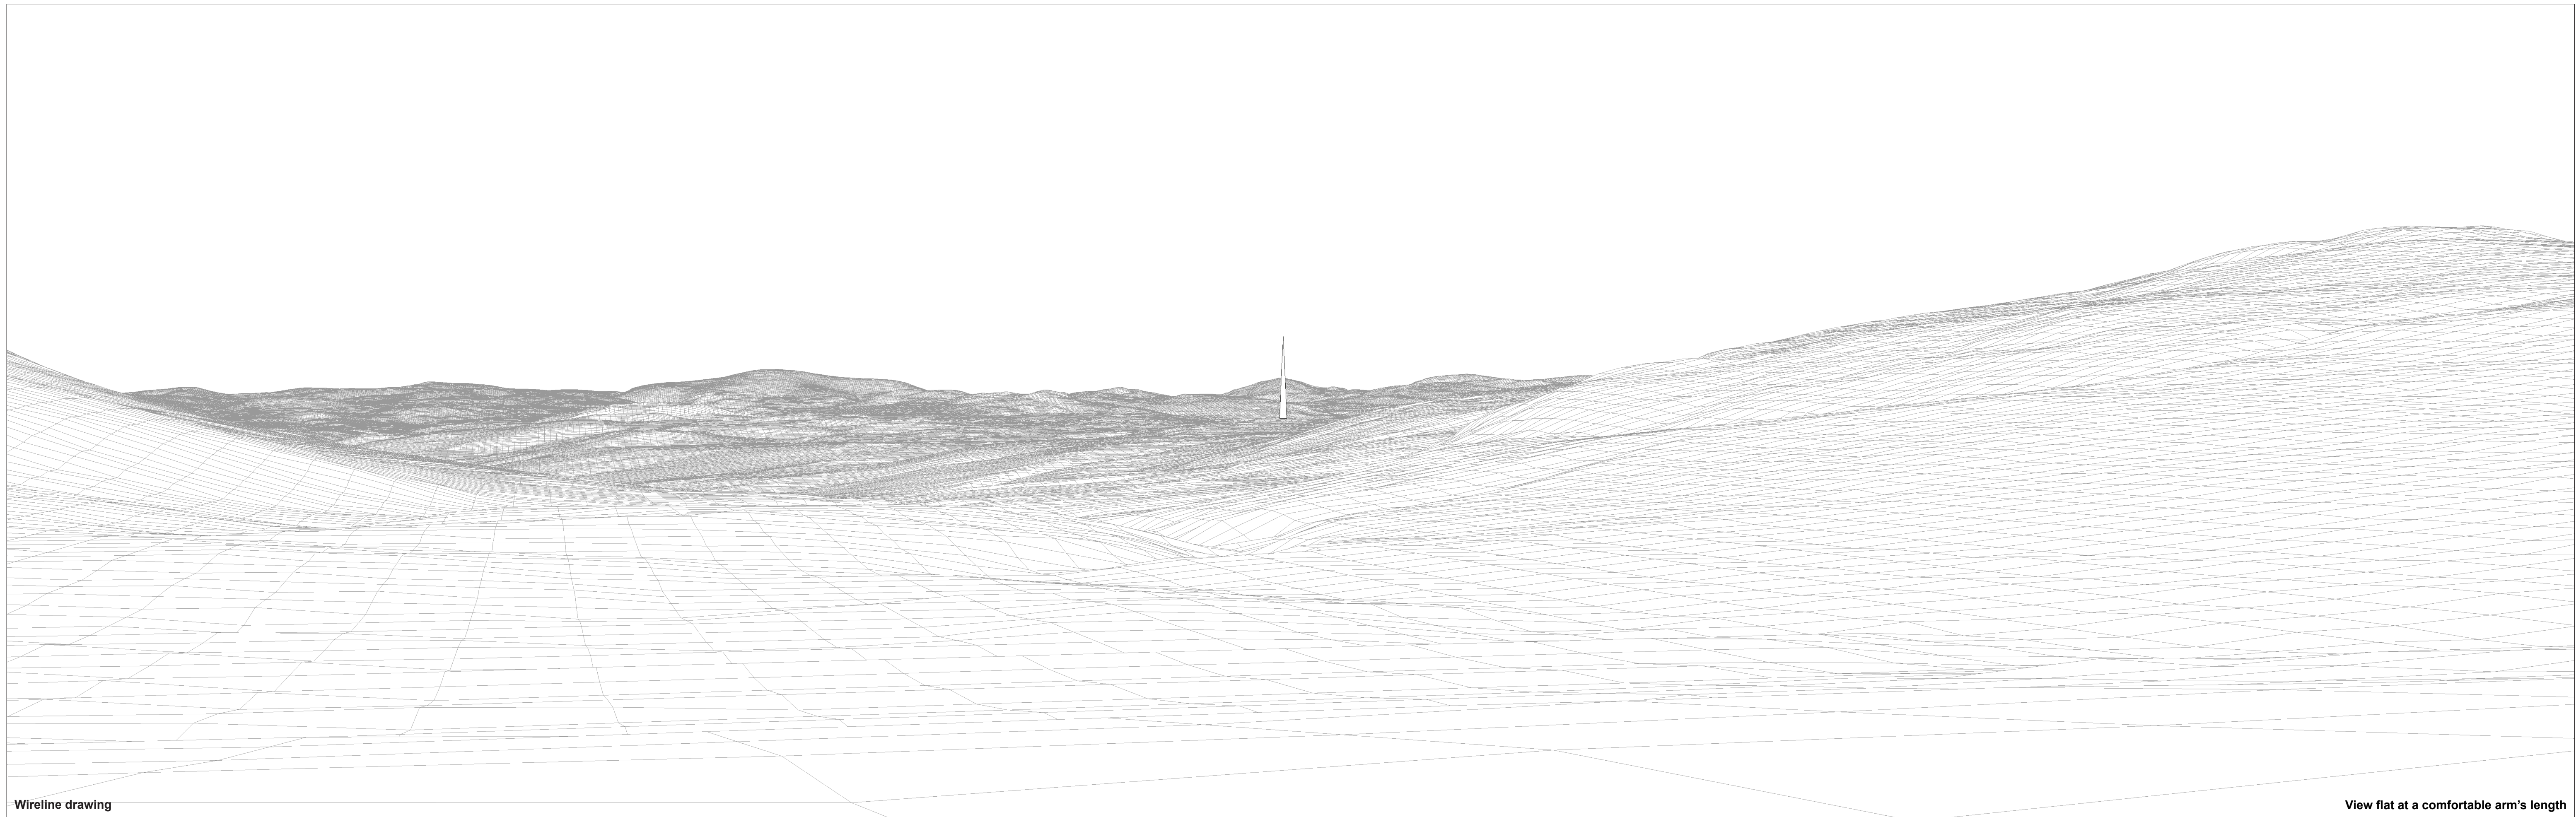 Wireline drawing
View flat at a comfortable arm’s length